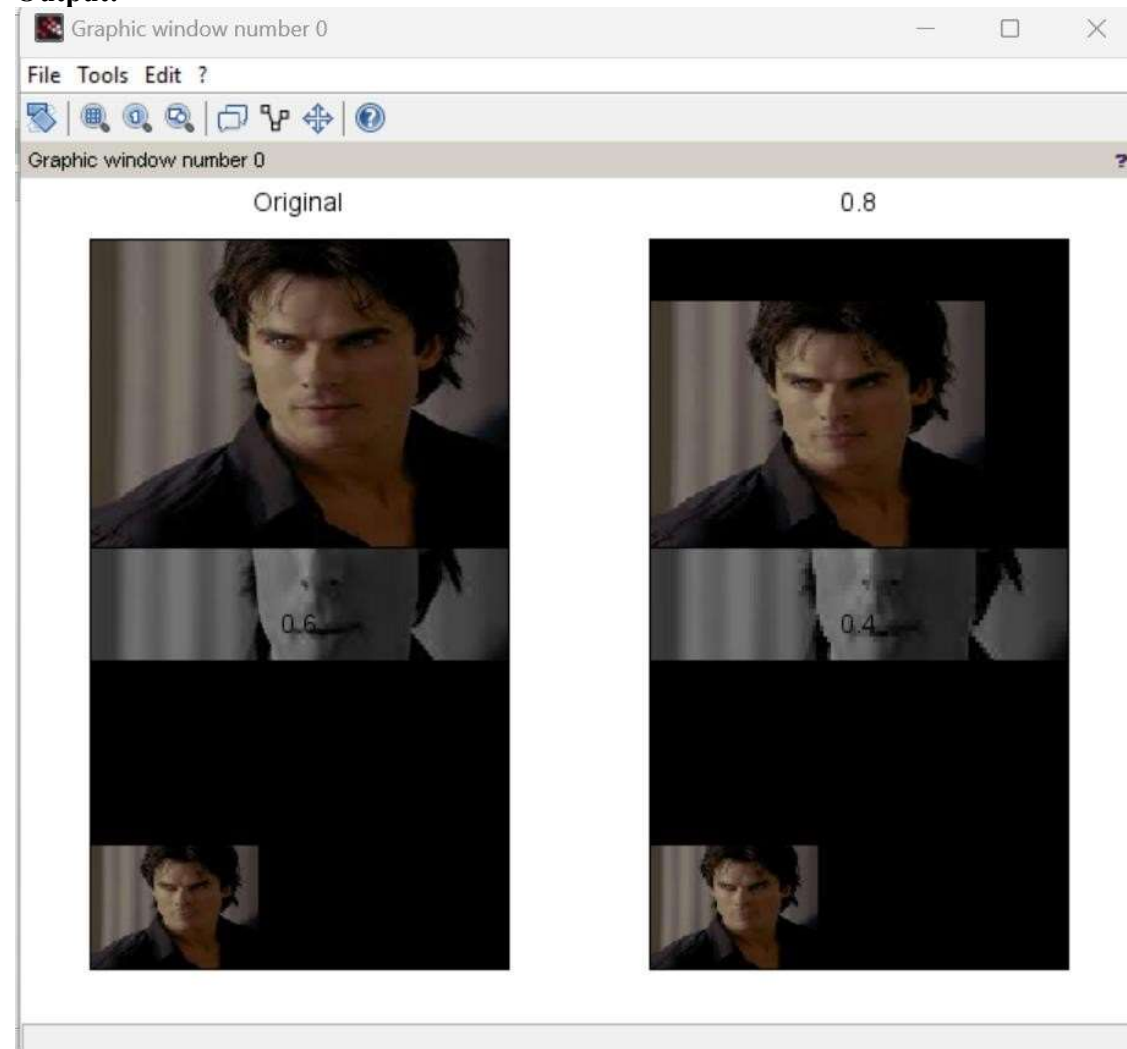 Output:
Graphic window number 0
File Tools Edit ?
Graphic window number 0 ?
Original 0.8
0.6 0.4